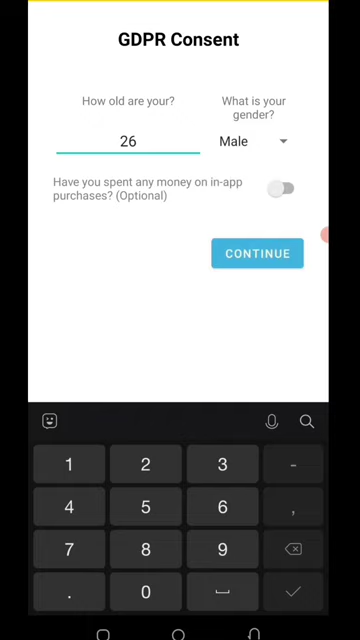 GDPR Consent
How old are your?
What is your
gender?
26
Male
Have you spent any money on in-app
purchases? (Optional)
CONTINUE
1 2 3 -
4 5 6 ,
7 8 9
. 0